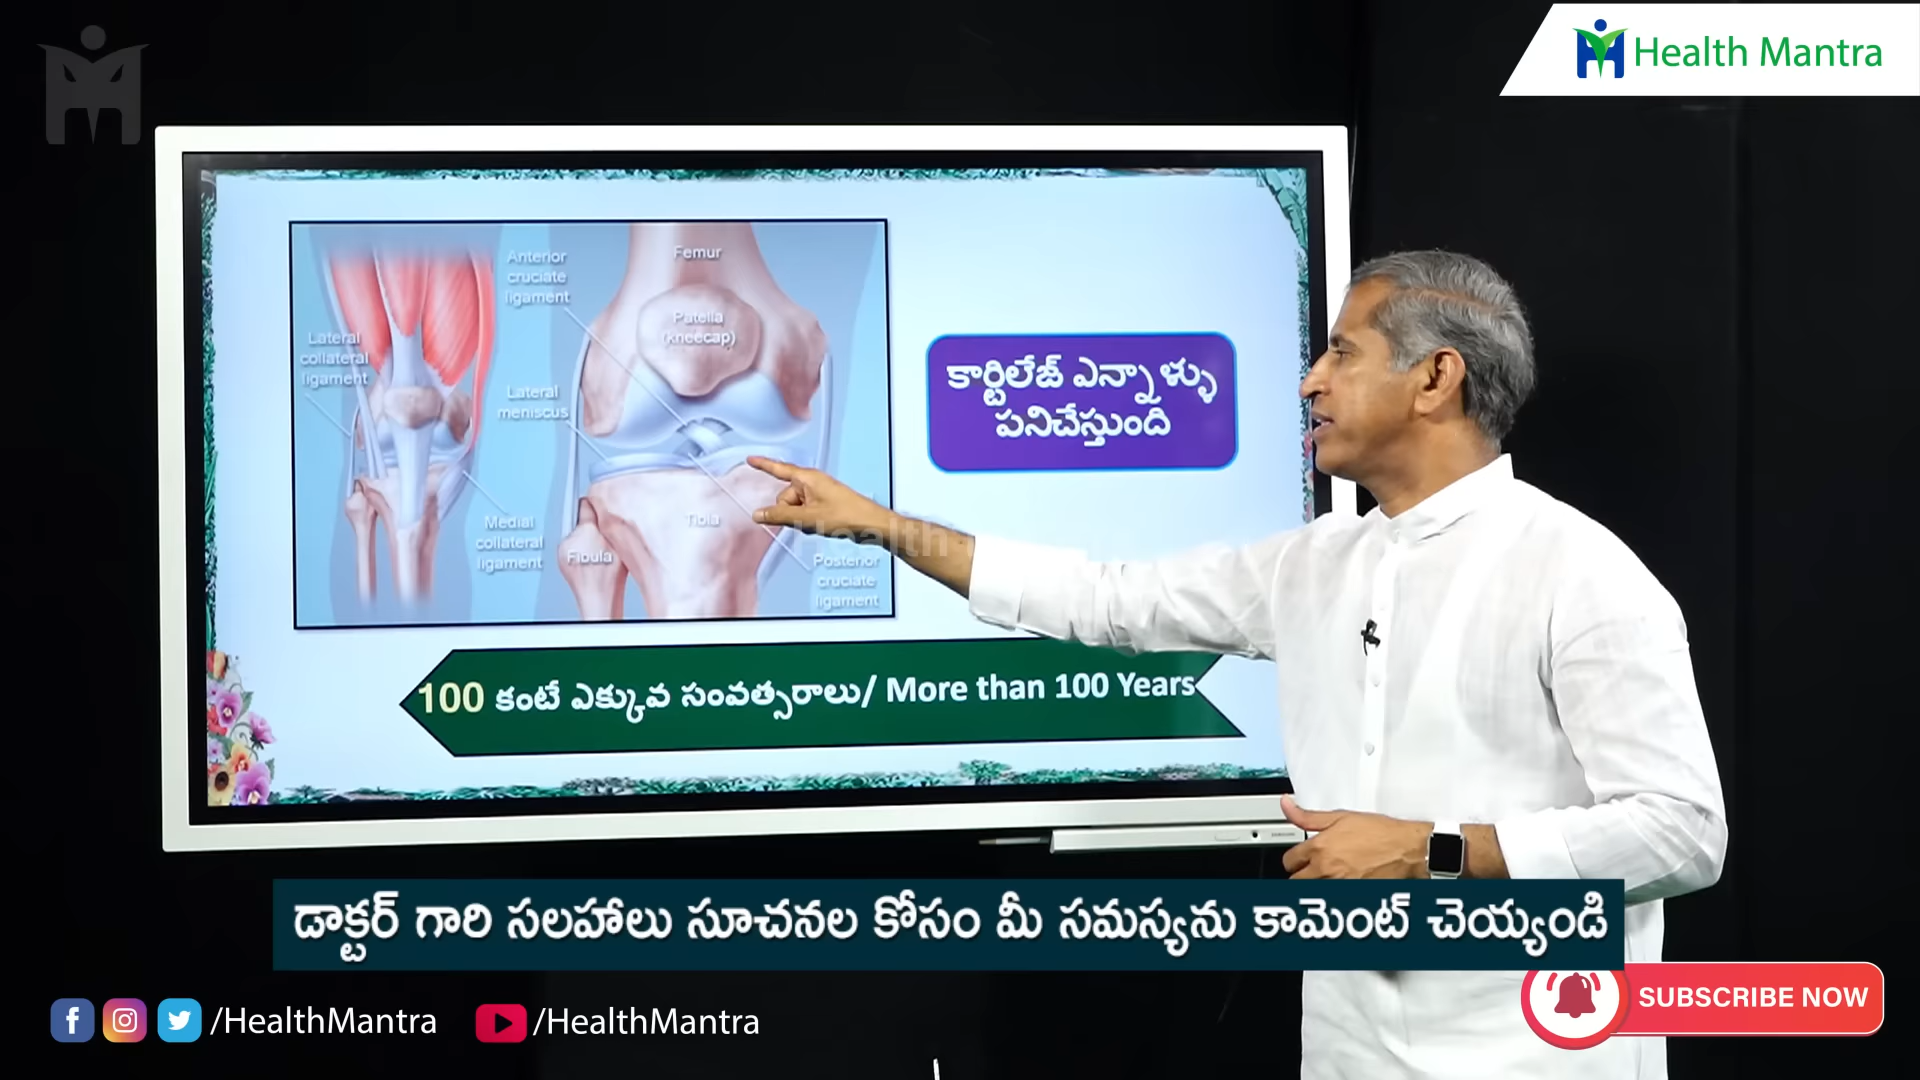 Health Mantra
Anterior
cruciate
ligament
Femur
Patella
(kneecap)
Lateral
collateral
ligament
Lateral
meniscus
Medial
collateral
ligament
Fibula
Tibia
Posterior
cruciate
ligament
కార్టిలేజ్ ఎన్నాళ్ళు
పనిచేస్తుంది
Health
100 కంటే ఎక్కువ సంవత్సరాలు/ More than 100 Years
డాక్టర్ గారి సలహాలు సూచనల కోసం మీ సమస్యను కామెంట్ చెయ్యండి
/HealthMantra
/HealthMantra
SUBSCRIBE NOW